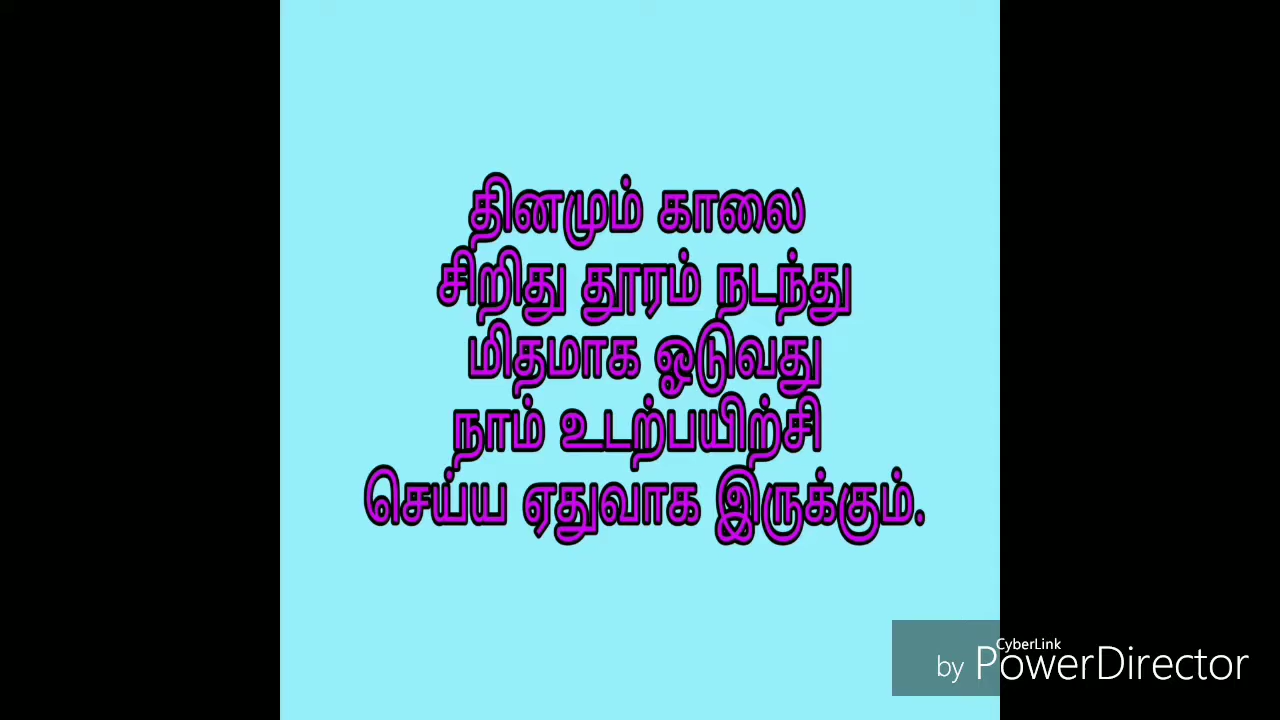 தினமும் காலை
சிறிது தூரம் நடந்து
மிதமாக ஓடுவது
நாம் உடற்பயிற்சி
செய்ய ஏதுவாக இருக்கும்.
CyberLink
by PowerDirector